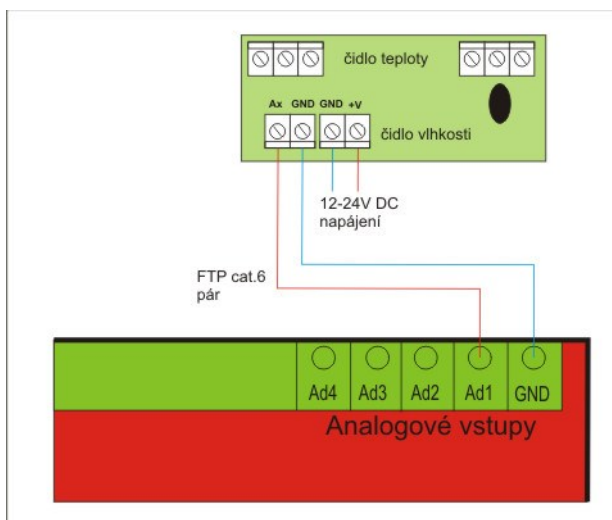 čidlo teploty
Ax GND GND +V
čidlo vlhkosti
12-24V DC
napájení
FTP cat.6
pár
Ad4 Ad3 Ad2 Ad1 GND
Analogové vstupy